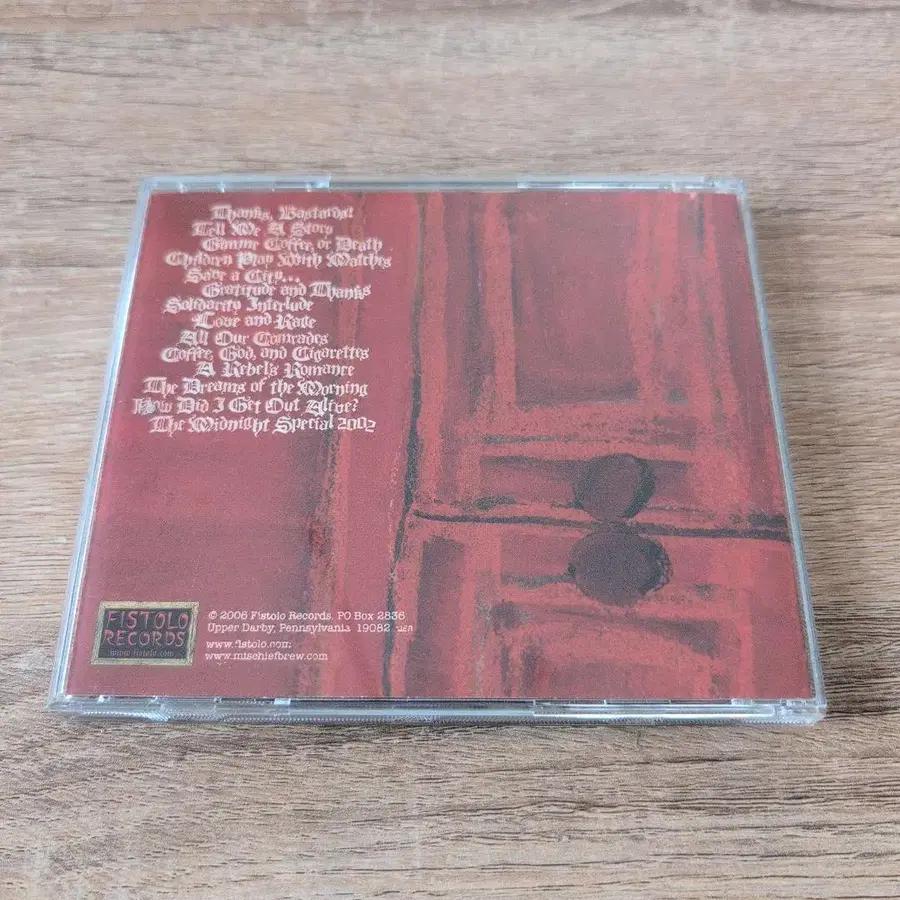 Thanks, Bastards!
Tell Me A Story
Gimme Coffee, or Death
Children Play With Matches
Save a City...
Gratitude and Thanks
Solidarity Interlude
Love and Rage
All Our Comrades
Coffee, God, and Cigarettes
A Rebel's Romance
The Dreams of the Morning
How Did I Get Out Alive?
The Midnight Special 2002
FISTOLO
RECORDS
www.fistolo.com
© 2006 Fistolo Records, PO Box 2836
Upper Darby, Pennsylvania 19082 USA
www.fistolo.com
www.mischiefbrew.com